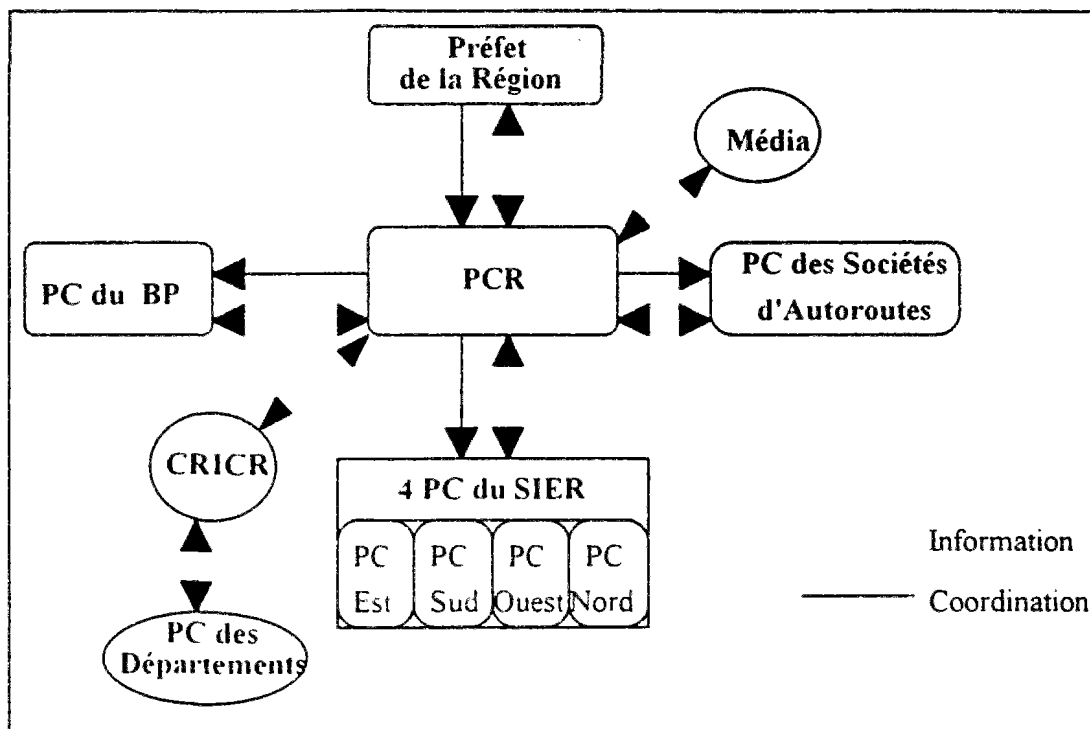 Préfet
de la Région
Média
PC du BP
PCR
PC des Sociétés
d'Autoroutes
CRICR
4 PC du SIER
PC Est
PC Sud
PC Ouest
PC Nord
PC des
Départements
Information
Coordination